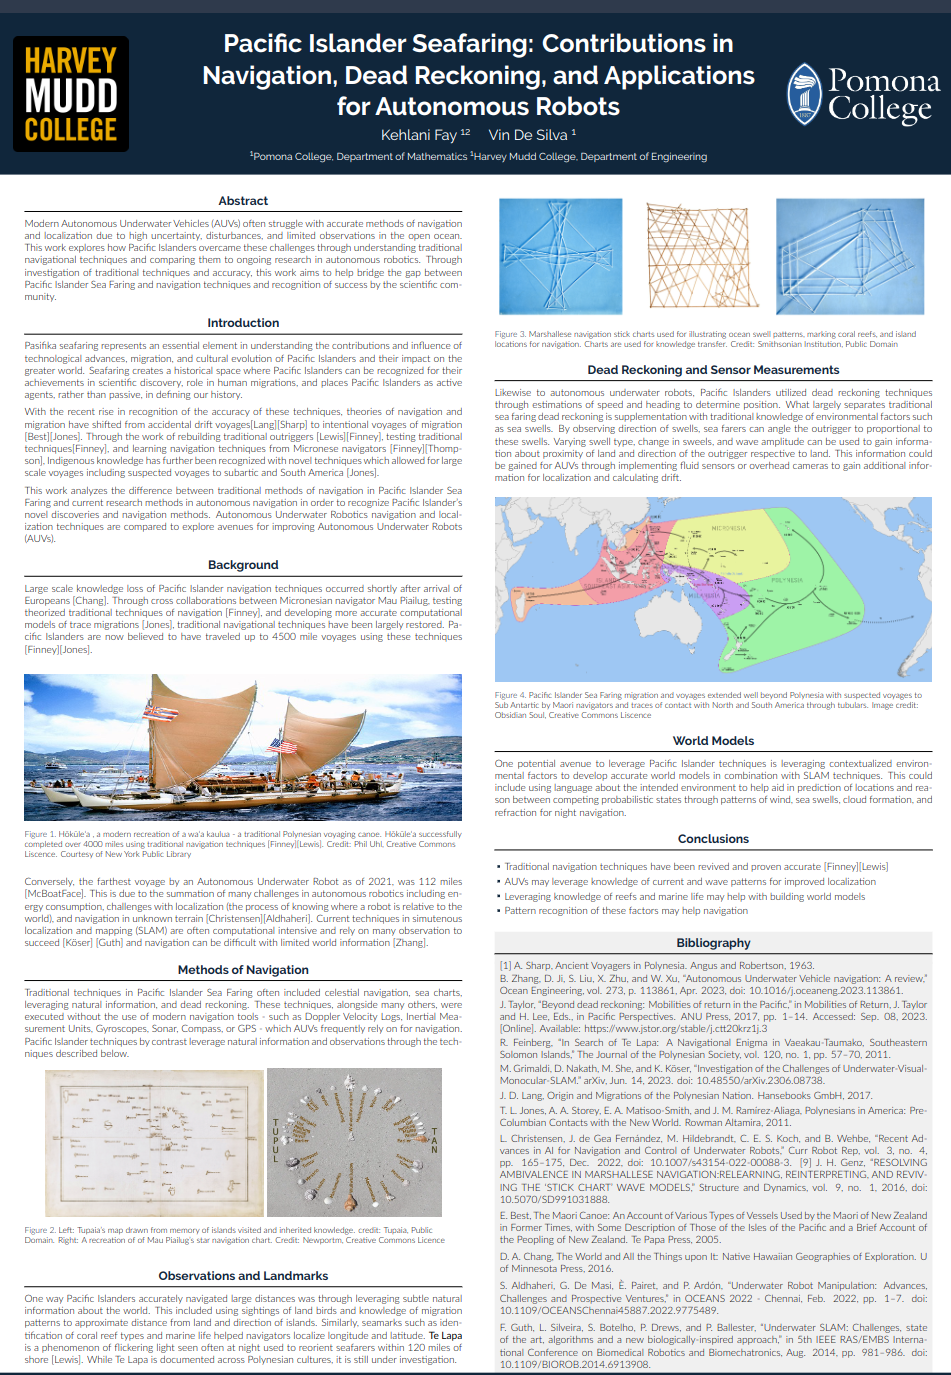 HARVEY
MUDD
COLLEGE
Pacific Islander Seafaring: Contributions in
Navigation, Dead Reckoning, and Applications
for Autonomous Robots
Kehlani Fay ¹² Vin De Silva ¹
¹Pomona College, Department of Mathematics ¹Harvey Mudd College, Department of Engineering
Pomona
College
1887
Abstract
Modern Autonomous Underwater Vehicles (AUVs) often struggle with accurate methods of navigation
and localization due to high uncertainty, disturbances, and limited observations in the open ocean.
This work explores how Pacific Islanders overcame these challenges through understanding traditional
navigational techniques and comparing them to ongoing research in autonomous robotics. Through
investigation of traditional techniques and accuracy, this work aims to help bridge the gap between
Pacific Islander Sea Faring and navigation techniques and recognition of success by the scientific com-
munity.
Introduction
Pasifika seafaring represents an essential element in understanding the contributions and influence of
technological advances, migration, and cultural evolution of Pacific Islanders and their impact on the
greater world. Seafaring creates a historical space where Pacific Islanders can be recognized for their
achievements in scientific discovery, role in human migrations, and places Pacific Islanders as active
agents, rather than passive, in defining our history.
With the recent rise in recognition of the accuracy of these techniques, theories of navigation and
migration have shifted from accidental drift voyages[Lang][Sharp] to intentional voyages of migration
[Best][Jones]. Through the work of rebuilding traditional outriggers [Lewis][Finney], testing traditional
techniques[Finney], and learning navigation techniques from Micronese navigators [Finney][Thomp-
son], Indigenous knowledge has further been recognized with novel techniques which allowed for large
scale voyages including suspected voyages to subartic and South America [Jones].
This work analyzes the difference between traditional methods of navigation in Pacific Islander Sea
Faring and current research methods in autonomous navigation in order to recognize Pacific Islander's
novel discoveries and navigation methods. Autonomous Underwater Robotics navigation and local-
ization techniques are compared to explore avenues for improving Autonomous Underwater Robots
(AUVs).
Background
Large scale knowledge loss of Pacific Islander navigation techniques occurred shortly after arrival of
Europeans [Chang]. Through cross collaborations between Micronesian navigator Mau Piailug, testing
theorized traditional techniques of navigation [Finney], and developing more accurate computational
models of trace migrations [Jones], traditional navigational techniques have been largely restored. Pa-
cific Islanders are now believed to have traveled up to 4500 mile voyages using these techniques
[Finney][Jones].
Figure 1. Hōkūle'a , a modern recreation of a wa'a kaulua - a traditional Polynesian voyaging canoe. Hōkūle'a successfully
completed over 4000 miles using traditional navigation techniques [Finney][Lewis]. Credit: Phil Uhl, Creative Commons
Liscence. Courtesy of New York Public Library
Conversely, the farthest voyage by an Autonomous Underwater Robot as of 2021, was 112 miles
[McBoatFace]. This is due to the summation of many challenges in autonomous robotics including en-
ergy consumption, challenges with localization (the process of knowing where a robot is relative to the
world), and navigation in unknown terrain [Christensen][Aldhaheri]. Current techniques in simutenous
localization and mapping (SLAM) are often computational intensive and rely on many observation to
succeed [Köser] [Guth] and navigation can be difficult with limited world information [Zhang].
Methods of Navigation
Traditional techniques in Pacific Islander Sea Faring often included celestial navigation, sea charts,
leveraging natural information, and dead reckoning. These techniques, alongside many others, were
executed without the use of modern navigation tools - such as Doppler Velocity Logs, Inertial Mea-
surement Units, Gyroscopes, Sonar, Compass, or GPS - which AUVs frequently rely on for navigation.
Pacific Islander techniques by contrast leverage natural information and observations through the tech-
niques described below.
TUPUL
TAN
Figure 2. Left: Tupaia's map drawn from memory of islands visited and inherited knowledge. credit: Tupaia, Public
Domain. Right: A recreation of of Mau Piailug's star navigation chart. Credit: Newportm, Creative Commons Licence
Observations and Landmarks
One way Pacific Islanders accurately navigated large distances was through leveraging subtle natural
information about the world. This included using sightings of land birds and knowledge of migration
patterns to approximate distance from land and direction of islands. Similarly, seamarks such as iden-
tification of coral reef types and marine life helped navigators localize longitude and latitude. Te Lapa
is a phenomenon of flickering light seen often at night used to reorient seafarers within 120 miles of
shore [Lewis]. While Te Lapa is documented across Polynesian cultures, it is still under investigation.
Figure 3. Marshallese navigation stick charts used for illustrating ocean swell patterns, marking coral reefs, and island
locations for navigation. Charts are used for knowledge transfer. Credit: Smithsonian Institution, Public Domain
Dead Reckoning and Sensor Measurements
Likewise to autonomous underwater robots, Pacific Islanders utilized dead reckoning techniques
through estimations of speed and heading to determine position. What largely separates traditional
sea faring dead reckoning is supplementation with traditional knowledge of environmental factors such
as sea swells. By observing direction of swells, sea farers can angle the outrigger to proportional to
these swells. Varying swell type, change in sweels, and wave amplitude can be used to gain informa-
tion about proximity of land and direction of the outrigger respective to land. This information could
be gained for AUVs through implementing fluid sensors or overhead cameras to gain additional infor-
mation for localization and calculating drift.
MICRONESIA
ISLAND
SOUTHEAST ASIA
MELANESIA
POLYNESIA
Figure 4. Pacific Islander Sea Faring migration and voyages extended well beyond Polynesia with suspected voyages to
Sub Antartic by Maori navigators and traces of contact with North and South America through tubulars. Image credit:
Obsidian Soul, Creative Commons Liscence
World Models
One potential avenue to leverage Pacific Islander techniques is leveraging contextualized environ-
mental factors to develop accurate world models in combination with SLAM techniques. This could
include using language about the intended environment to help aid in prediction of locations and rea-
son between competing probabilistic states through patterns of wind, sea swells, cloud formation, and
refraction for night navigation.
Conclusions
▪ Traditional navigation techniques have been revived and proven accurate [Finney][Lewis]
▪ AUVs may leverage knowledge of current and wave patterns for improved localization
▪ Leveraging knowledge of reefs and marine life may help with building world models
▪ Pattern recognition of these factors may help navigation
Bibliography
[1] A. Sharp, Ancient Voyagers in Polynesia. Angus and Robertson, 1963.
B. Zhang, D. Ji, S. Liu, X. Zhu, and W. Xu, "Autonomous Underwater Vehicle navigation: A review,"
Ocean Engineering, vol. 273, p. 113861, Apr. 2023, doi: 10.1016/j.oceaneng.2023.113861.
J. Taylor, "Beyond dead reckoning: Mobilities of return in the Pacific," in Mobilities of Return, J. Taylor
and H. Lee, Eds., in Pacific Perspectives. ANU Press, 2017, pp. 1–14. Accessed: Sep. 08, 2023.
[Online]. Available: https://www.jstor.org/stable/j.ctt20krz1j.3
R. Feinberg, "In Search of Te Lapa: A Navigational Enigma in Vaeakau-Taumako, Southeastern
Solomon Islands," The Journal of the Polynesian Society, vol. 120, no. 1, pp. 57–70, 2011.
M. Grimaldi, D. Nakath, M. She, and K. Köser, "Investigation of the Challenges of Underwater-Visual-
Monocular-SLAM." arXiv, Jun. 14, 2023. doi: 10.48550/arXiv.2306.08738.
J. D. Lang, Origin and Migrations of the Polynesian Nation. Hansebooks GmbH, 2017.
T. L. Jones, A. A. Storey, E. A. Matisoo-Smith, and J. M. Ramírez-Aliaga, Polynesians in America: Pre-
Columbian Contacts with the New World. Rowman Altamira, 2011.
L. Christensen, J. de Gea Fernández, M. Hildebrandt, C. E. S. Koch, and B. Wehbe, "Recent Ad-
vances in AI for Navigation and Control of Underwater Robots," Curr Robot Rep, vol. 3, no. 4,
pp. 165–175, Dec. 2022, doi: 10.1007/s43154-022-00088-3. [9] J. H. Genz, "RESOLVING
AMBIVALENCE IN MARSHALLESE NAVIGATION:RELEARNING, REINTERPRETING, AND REVIV-
ING THE 'STICK CHART' WAVE MODELS," Structure and Dynamics, vol. 9, no. 1, 2016, doi:
10.5070/SD991031888.
E. Best, The Maori Canoe: An Account of Various Types of Vessels Used by the Maori of New Zealand
in Former Times, with Some Description of Those of the Isles of the Pacific and a Brief Account of
the Peopling of New Zealand. Te Papa Press, 2005.
D. A. Chang, The World and All the Things upon It: Native Hawaiian Geographies of Exploration. U
of Minnesota Press, 2016.
S. Aldhaheri, G. De Masi, È. Pairet, and P. Ardón, "Underwater Robot Manipulation: Advances,
Challenges and Prospective Ventures," in OCEANS 2022 - Chennai, Feb. 2022, pp. 1–7. doi:
10.1109/OCEANSChennai45887.2022.9775489.
F. Guth, L. Silveira, S. Botelho, P. Drews, and P. Ballester, "Underwater SLAM: Challenges, state
of the art, algorithms and a new biologically-inspired approach," in 5th IEEE RAS/EMBS Interna-
tional Conference on Biomedical Robotics and Biomechatronics, Aug. 2014, pp. 981–986. doi:
10.1109/BIOROB.2014.6913908.